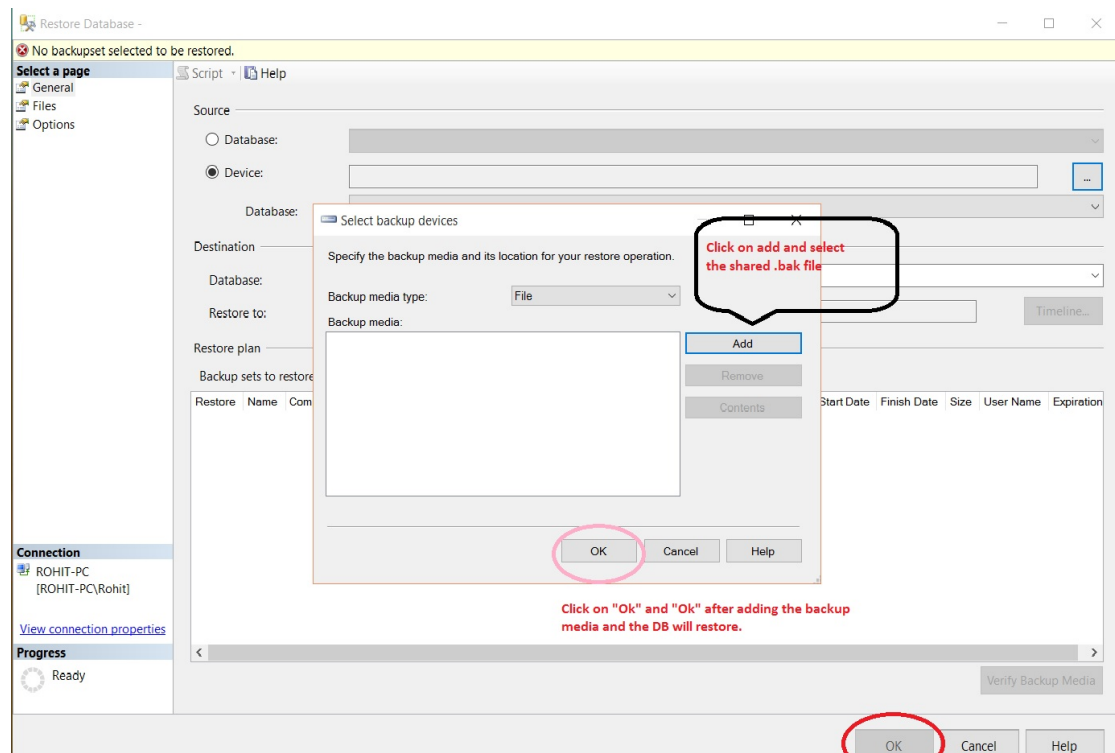 Restore Database -
No backupset selected to be restored.
Select a page
General
Files
Options
Script
Help
Source
Database:
Device:
...
Database:
Select backup devices
Specify the backup media and its location for your restore operation.
Backup media type:
File
Backup media:
Add
Remove
Contents
OK
Cancel
Help
Click on add and select
the shared .bak file
Destination
Database:
Restore to:
Timeline...
Restore plan
Backup sets to restore
Restore Name Com
Start Date Finish Date Size User Name Expiration
Click on "Ok" and "Ok" after adding the backup
media and the DB will restore.
Connection
ROHIT-PC
[ROHIT-PC\Rohit]
View connection properties
Progress
Ready
Verify Backup Media
OK
Cancel
Help